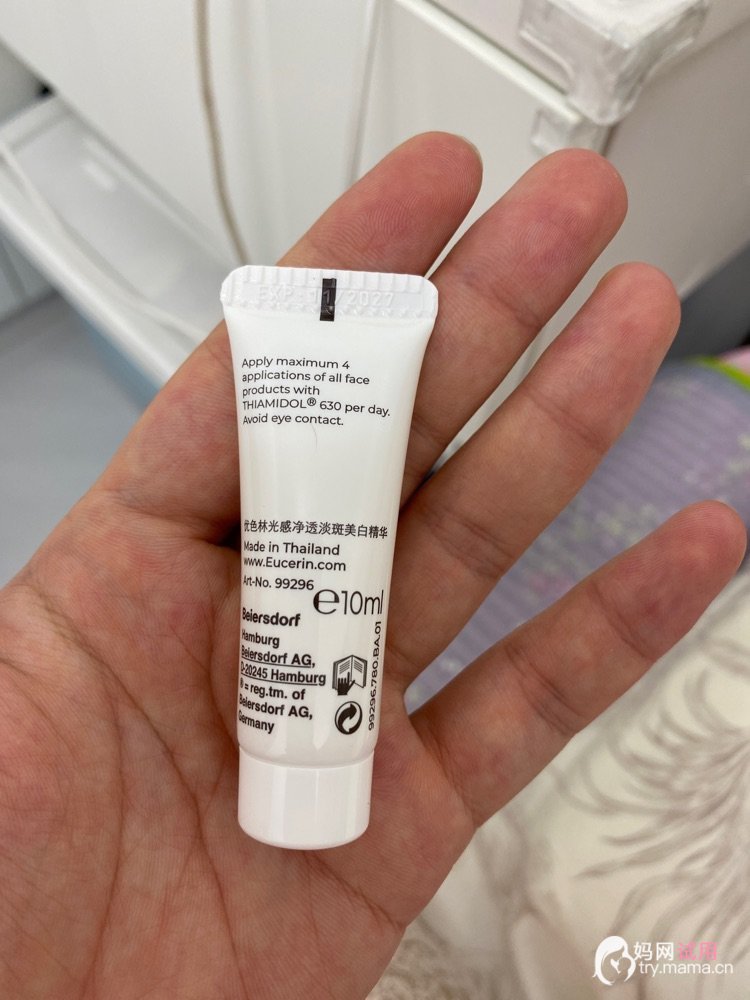 EXP: 11/2027
Apply maximum 4
applications of all face
products with
THIAMIDOL® 630 per day.
Avoid eye contact.
优色林光感净透淡斑美白精华
Made in Thailand
www.Eucerin.com
Art-No. 99296
℮10ml
Beiersdorf
Hamburg
Beiersdorf AG,
D-20245 Hamburg
® = reg.tm. of
Beiersdorf AG,
Germany
99296.780.BA.01
妈网试用
try.mama.cn